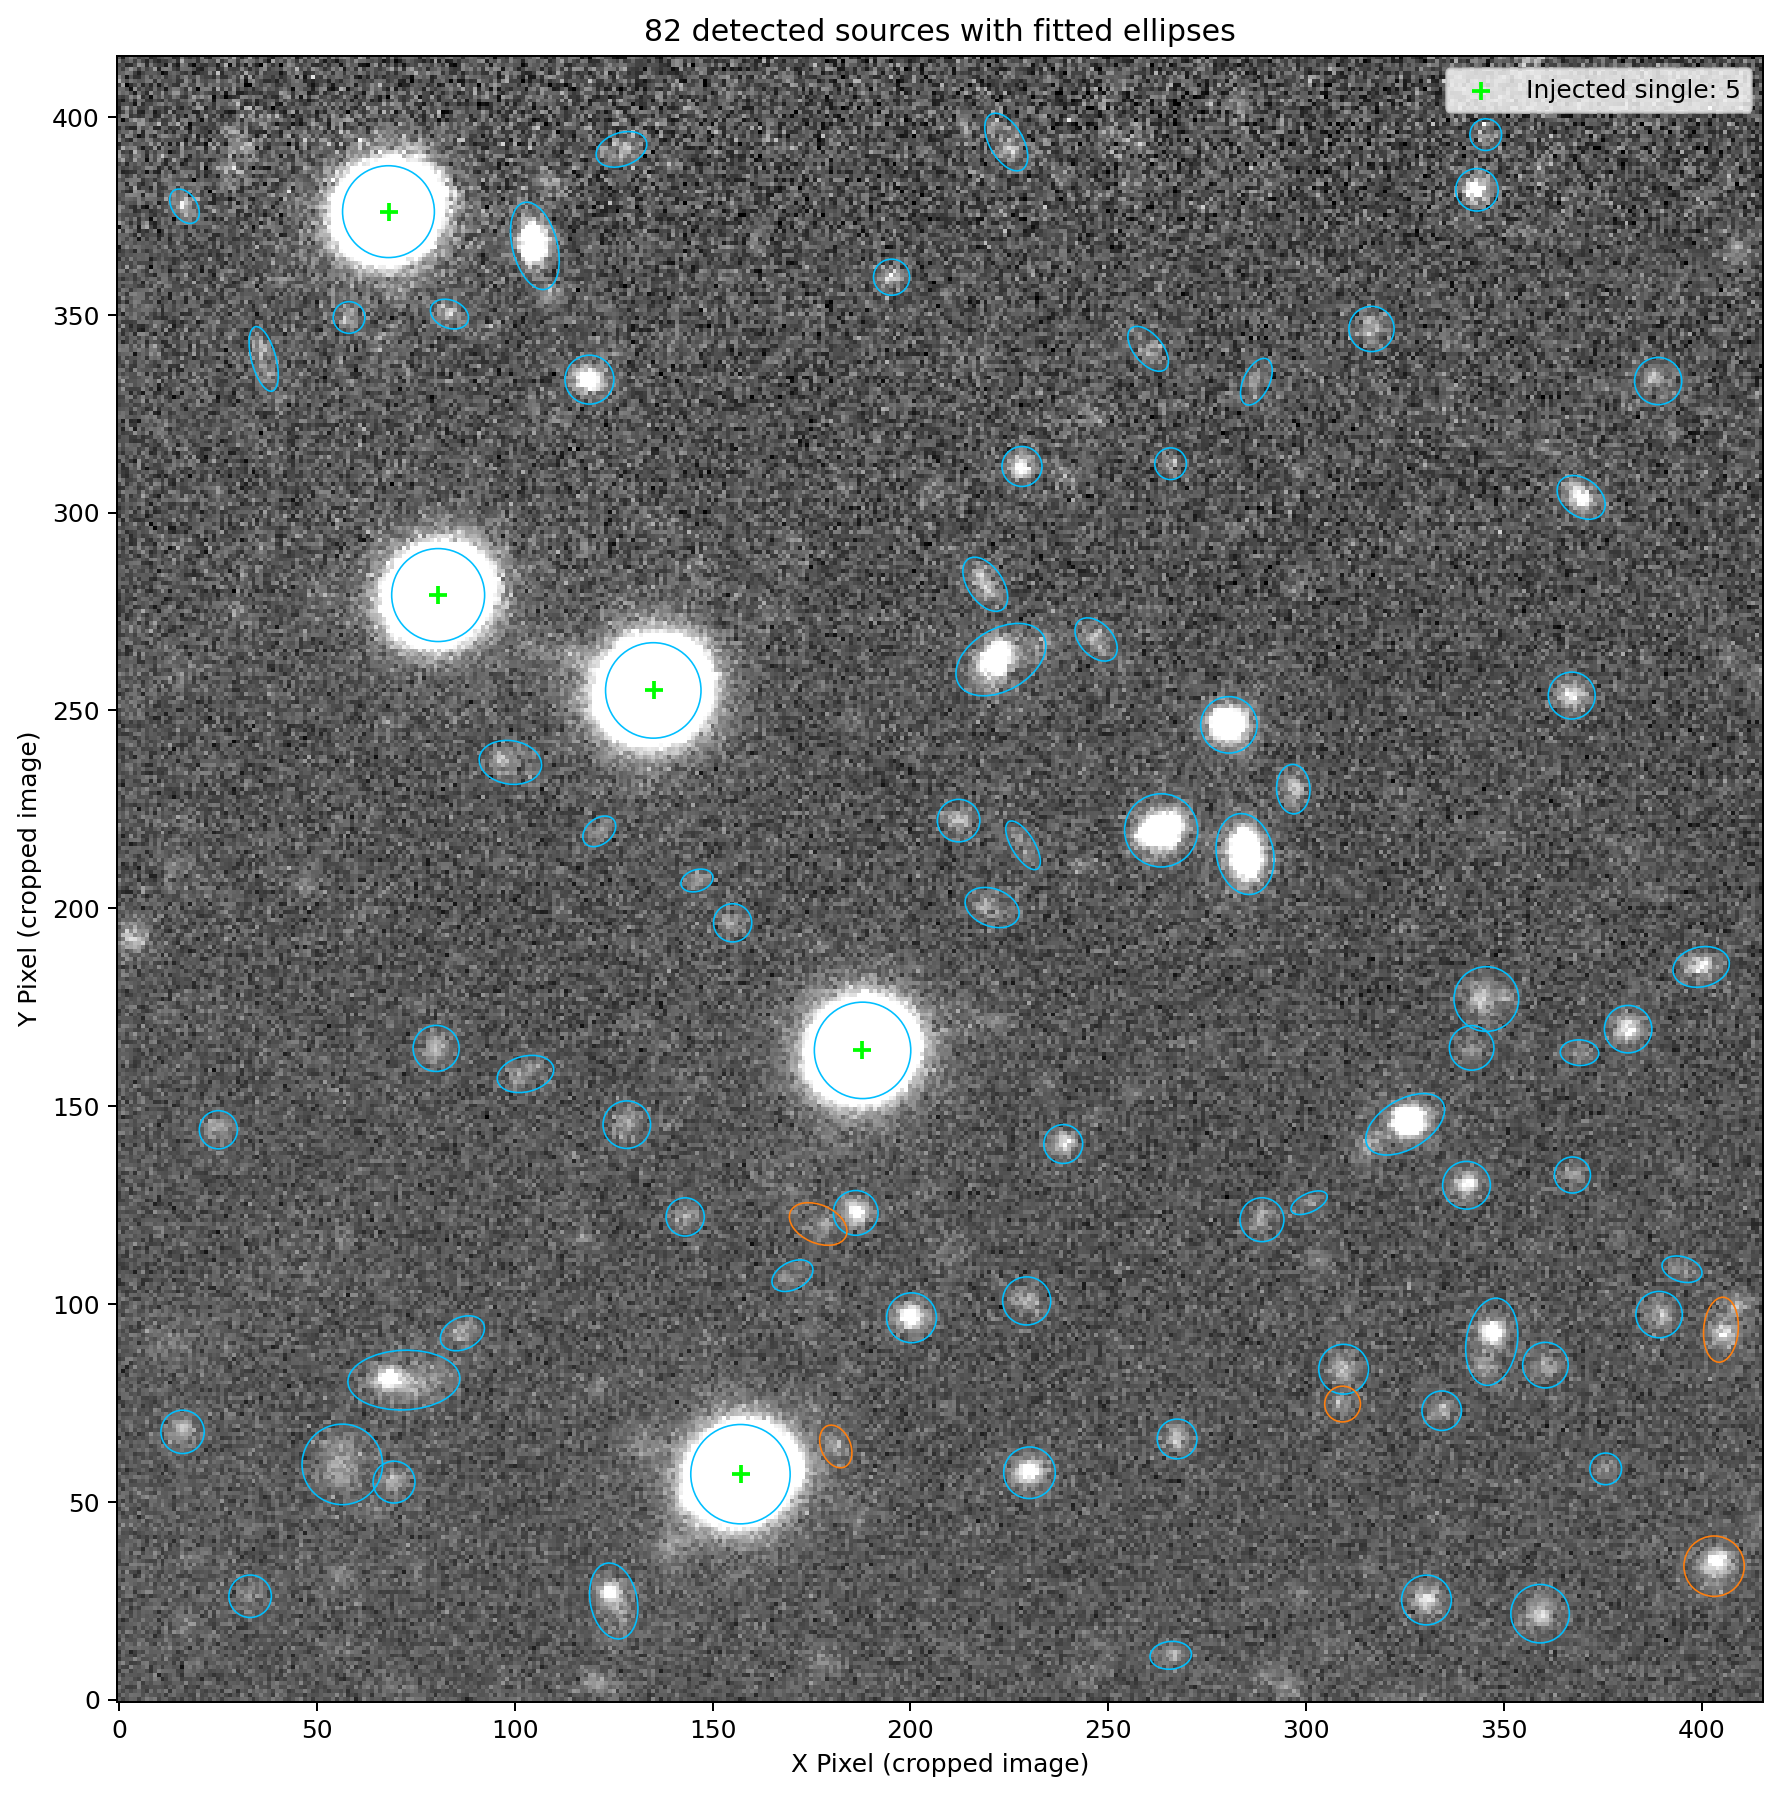 82 detected sources with fitted ellipses
Injected single: 5
400
350
300
250
200
150
100
50
0
Y Pixel (cropped image)
0 50 100 150 200 250 300 350 400
X Pixel (cropped image)